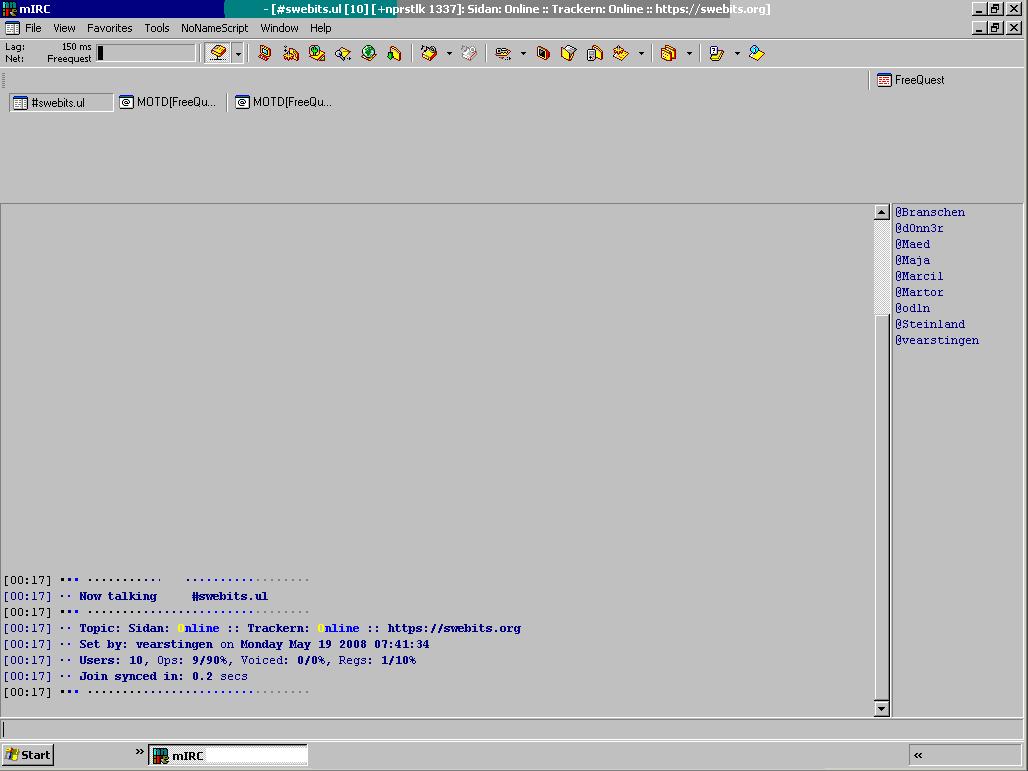 mIRC - [#swebits.ul [10] [+nprstlk 1337]: Sidan: Online :: Trackern: Online :: https://swebits.org]
File View Favorites Tools NoNameScript Window Help
Lag: 150 ms
Net: Freequest
FreeQuest
#swebits.ul MOTD[FreeQu... MOTD[FreeQu...
@Branschen
@d0nn3r
@Maed
@Maja
@Marcil
@Martor
@odln
@Steinland
@vearstingen
[00:17]
[00:17] ·· Now talking #swebits.ul
[00:17]
[00:17] ·· Topic: Sidan: Online :: Trackern: Online :: https://swebits.org
[00:17] ·· Set by: vearstingen on Monday May 19 2008 07:41:34
[00:17] ·· Users: 10, Ops: 9/90%, Voiced: 0/0%, Regs: 1/10%
[00:17] ·· Join synced in: 0.2 secs
[00:17]
Start » mIRC «